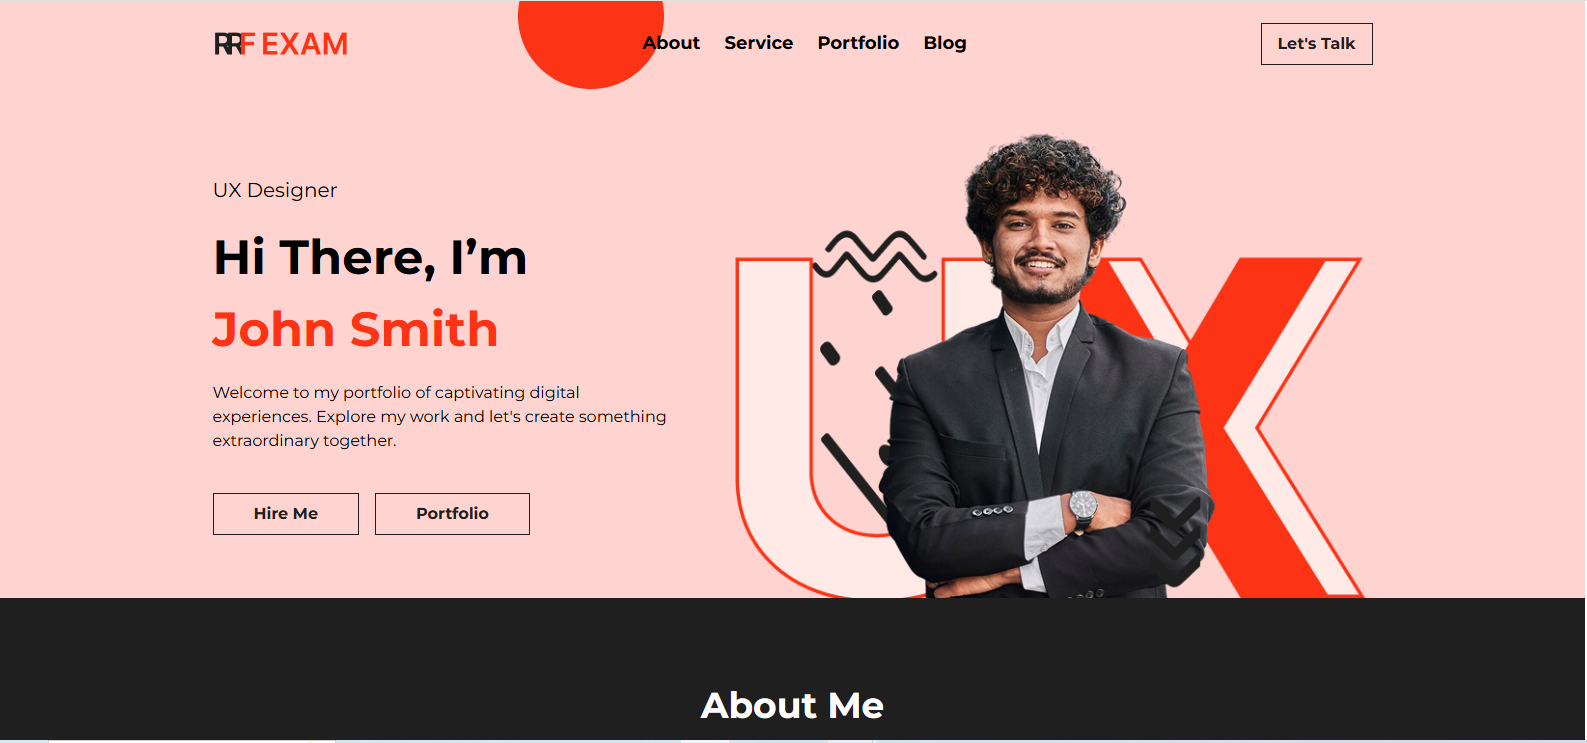 RRF EXAM
About Service Portfolio Blog
Let's Talk
UX Designer
Hi There, I’m
John Smith
Welcome to my portfolio of captivating digital
experiences. Explore my work and let's create something
extraordinary together.
Hire Me
Portfolio
UX
About Me